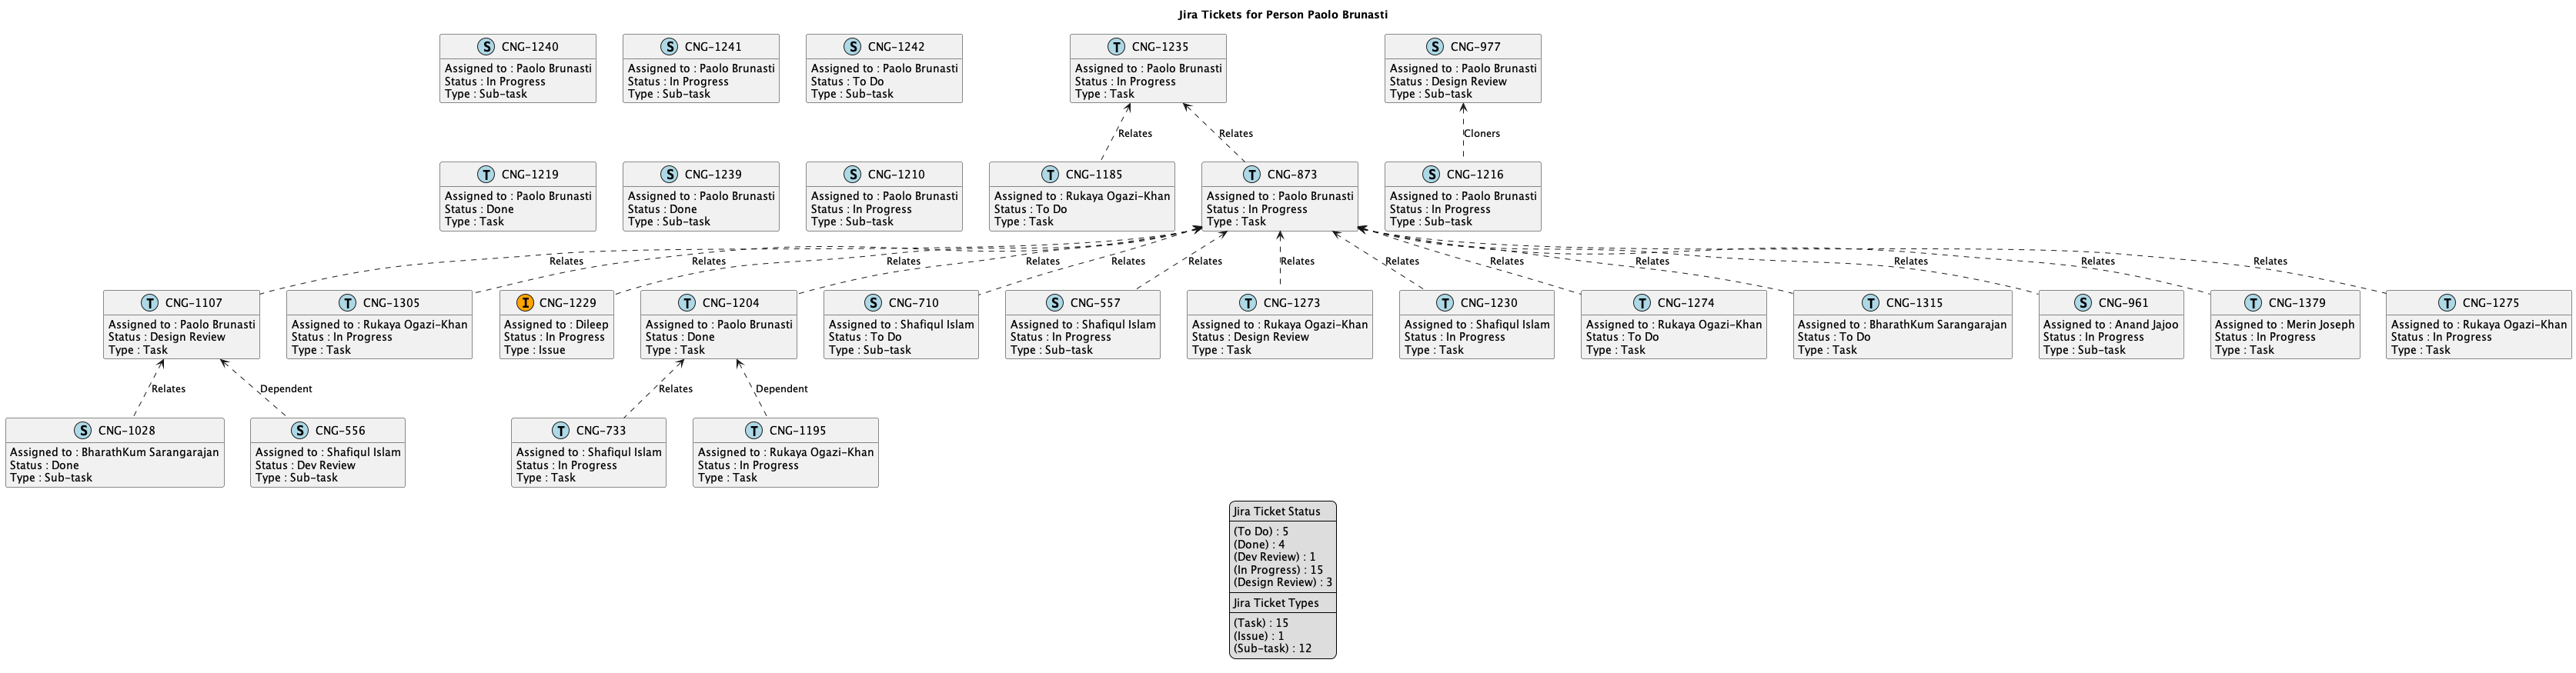 Jira Tickets for Person Paolo Brunasti
S CNG-1240
Assigned to : Paolo Brunasti
Status : In Progress
Type : Sub-task
S CNG-1241
Assigned to : Paolo Brunasti
Status : In Progress
Type : Sub-task
S CNG-1242
Assigned to : Paolo Brunasti
Status : To Do
Type : Sub-task
T CNG-1235
Assigned to : Paolo Brunasti
Status : In Progress
Type : Task
S CNG-977
Assigned to : Paolo Brunasti
Status : Design Review
Type : Sub-task
Relates
Relates
Cloners
T CNG-1219
Assigned to : Paolo Brunasti
Status : Done
Type : Task
S CNG-1239
Assigned to : Paolo Brunasti
Status : Done
Type : Sub-task
S CNG-1210
Assigned to : Paolo Brunasti
Status : In Progress
Type : Sub-task
T CNG-1185
Assigned to : Rukaya Ogazi-Khan
Status : To Do
Type : Task
T CNG-873
Assigned to : Paolo Brunasti
Status : In Progress
Type : Task
S CNG-1216
Assigned to : Paolo Brunasti
Status : In Progress
Type : Sub-task
Relates
Relates
Relates
Relates
Relates
Relates
Relates
Relates
Relates
Relates
Relates
Relates
Relates
T CNG-1107
Assigned to : Paolo Brunasti
Status : Design Review
Type : Task
T CNG-1305
Assigned to : Rukaya Ogazi-Khan
Status : In Progress
Type : Task
I CNG-1229
Assigned to : Dileep
Status : In Progress
Type : Issue
T CNG-1204
Assigned to : Paolo Brunasti
Status : Done
Type : Task
S CNG-710
Assigned to : Shafiqul Islam
Status : To Do
Type : Sub-task
S CNG-557
Assigned to : Shafiqul Islam
Status : In Progress
Type : Sub-task
T CNG-1273
Assigned to : Rukaya Ogazi-Khan
Status : Design Review
Type : Task
T CNG-1230
Assigned to : Shafiqul Islam
Status : In Progress
Type : Task
T CNG-1274
Assigned to : Rukaya Ogazi-Khan
Status : To Do
Type : Task
T CNG-1315
Assigned to : BharathKum Sarangarajan
Status : To Do
Type : Task
S CNG-961
Assigned to : Anand Jajoo
Status : In Progress
Type : Sub-task
T CNG-1379
Assigned to : Merin Joseph
Status : In Progress
Type : Task
T CNG-1275
Assigned to : Rukaya Ogazi-Khan
Status : In Progress
Type : Task
Relates
Dependent
Relates
Dependent
S CNG-1028
Assigned to : BharathKum Sarangarajan
Status : Done
Type : Sub-task
S CNG-556
Assigned to : Shafiqul Islam
Status : Dev Review
Type : Sub-task
T CNG-733
Assigned to : Shafiqul Islam
Status : In Progress
Type : Task
T CNG-1195
Assigned to : Rukaya Ogazi-Khan
Status : In Progress
Type : Task
Jira Ticket Status
(To Do) : 5
(Done) : 4
(Dev Review) : 1
(In Progress) : 15
(Design Review) : 3
Jira Ticket Types
(Task) : 15
(Issue) : 1
(Sub-task) : 12